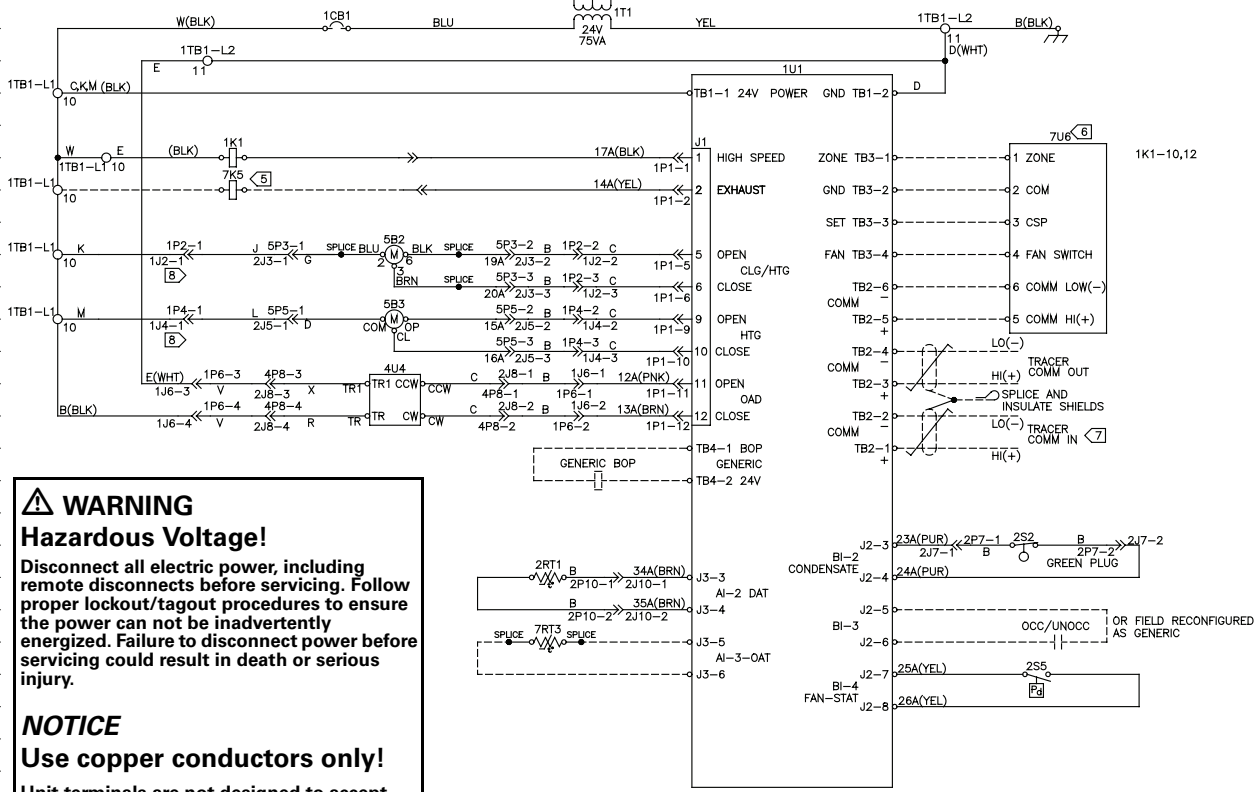 W(BLK) 1CB1 BLU 1T1 YEL 1TB1-L2 B(BLK)
24V
75VA
11
D(WHT)
1TB1-L2
E 11
1U1
1TB1-L1 C,K,M (BLK) TB1-1 24V POWER GND TB1-2 D
10
J1
7U6 6
W E (BLK) 1K1 17A(BLK) 1 HIGH SPEED ZONE TB3-1 1 ZONE 1K1-10,12
1TB1-L1 10 1P1-1
1TB1-L1 7K5 5 14A(YEL) 2 EXHAUST GND TB3-2 2 COM
10 1P1-2
SET TB3-3 3 CSP
1TB1-L1 K 1P2-1 J 5P3-1 SPLICE BLU 5B2 BLK SPLICE 5P3-2 B 1P2-2 C 5 OPEN FAN TB3-4 4 FAN SWITCH
10 1J2-1 2J3-1 G 2 M 6 19A 2J3-2 1J2-2 1P1-5
8 3 CLG/HTG
BRN SPLICE 5P3-3 B 1P2-3 C 6 CLOSE TB2-6 6 COMM LOW(-)
20A 2J3-3 1J2-3 1P1-6 COMM -
1TB1-L1 M 1P4-1 L 5P5-1 5B3 5P5-2 B 1P4-2 C 9 OPEN TB2-5 5 COMM HI(+)
10 1J4-1 2J5-1 D COM M OP 15A 2J5-2 1J4-2 1P1-9 +
8 CL HTG
5P5-3 B 1P4-3 C 10 CLOSE TB2-4 LO(-)
16A 2J5-3 1J4-3 1P1-10 COMM - TRACER
COMM OUT
4U4
E(WHT) 1P6-3 4P8-3 TR1 TR1 CCW CCW C 2J8-1 B 1J6-1 12A(PNK) 11 OPEN TB2-3 HI(+)
1J6-3 V 2J8-3 X 4P8-1 1P6-1 1P1-11 +
OAD SPLICE AND
INSULATE SHIELDS
B(BLK) 1P6-4 4P8-4 TR TR CW CW C 2J8-2 B 1J6-2 13A(BRN) 12 CLOSE TB2-2 LO(-)
1J6-4 V 2J8-4 R 4P8-2 1P6-2 1P1-12 COMM - TRACER
COMM IN 7
TB4-1 BOP TB2-1 HI(+)
+
GENERIC BOP GENERIC
TB4-2 24V
⚠ WARNING
Hazardous Voltage!
Disconnect all electric power, including
remote disconnects before servicing. Follow
proper lockout/tagout procedures to ensure
the power can not be inadvertently
energized. Failure to disconnect power before
servicing could result in death or serious
injury.
NOTICE
Use copper conductors only!
Unit terminals are not designed to accept
J2-3 23A(PUR) 2P7-1 2S2 B 2J7-2
2J7-1 B 2P7-2
BI-2 GREEN PLUG
CONDENSATE
J2-4 24A(PUR)
2RT1 B 34A(BRN) J3-3
2P10-1 2J10-1
AI-2 DAT
B 35A(BRN) J3-4
2P10-2 2J10-2
J2-5
BI-3 OCC/UNOCC OR FIELD RECONFIGURED
AS GENERIC
J2-6
SPLICE 7RT3 SPLICE J3-5
AI-3-OAT
J3-6
J2-7 25A(YEL) 2S5
BI-4 Pd
FAN-STAT
J2-8 26A(YEL)